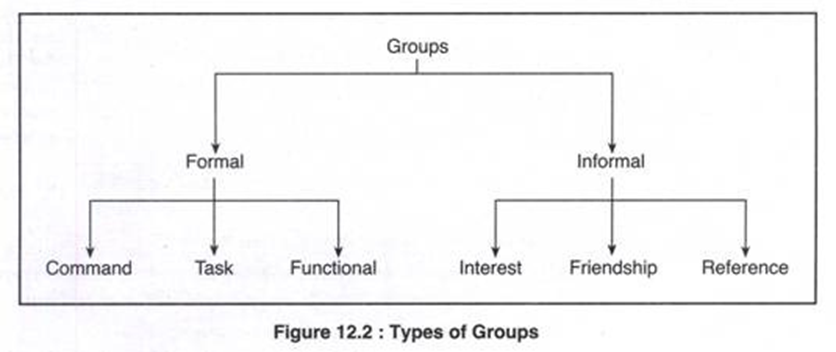 Groups
Formal Informal
Command Task Functional Interest Friendship Reference
Figure 12.2 : Types of Groups